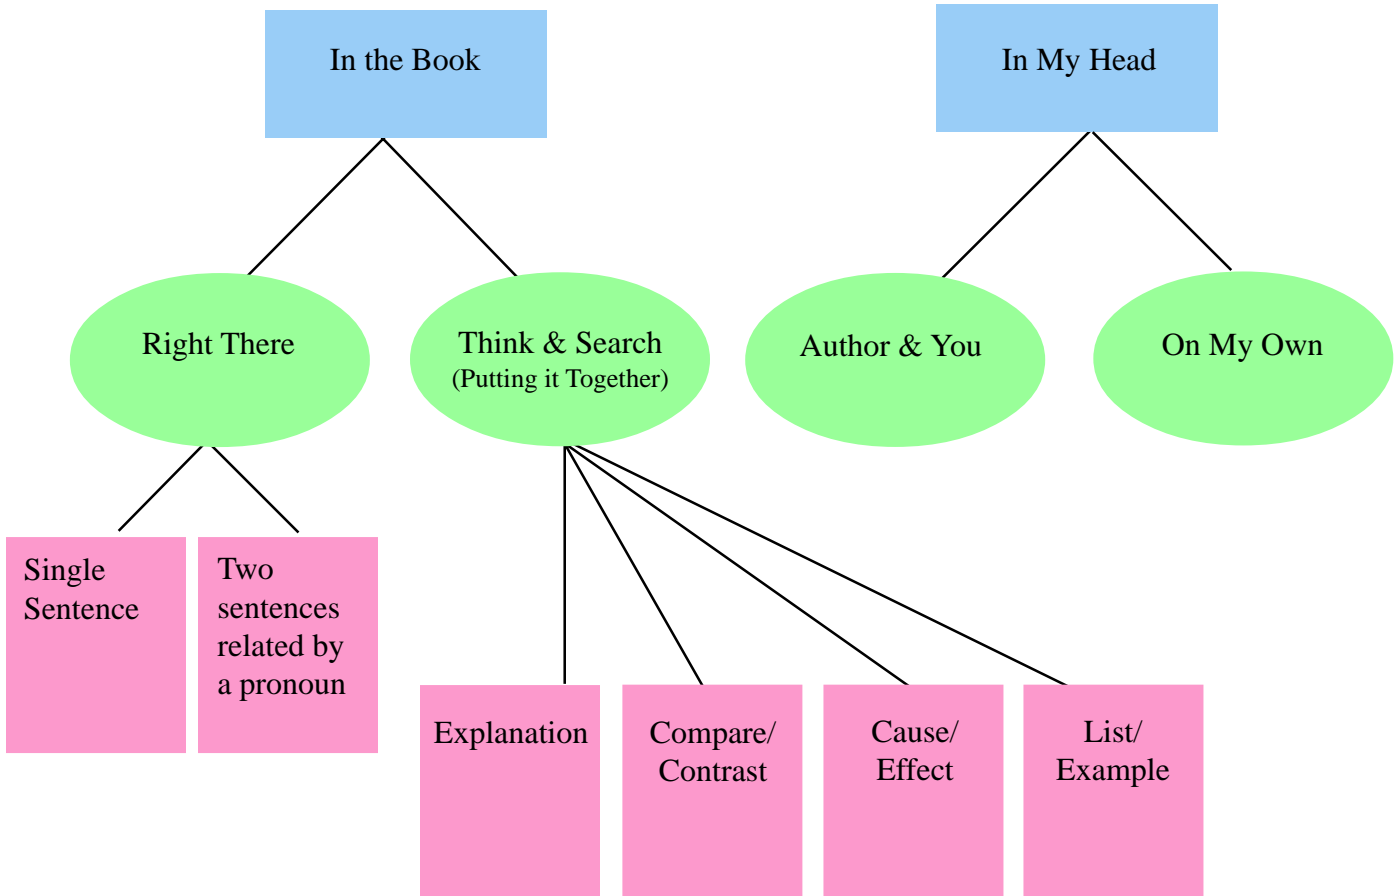 In the Book
In My Head
Right There
Think & Search
(Putting it Together)
Author & You
On My Own
Single
Sentence
Two
sentences
related by
a pronoun
Explanation
Compare/
Contrast
Cause/
Effect
List/
Example